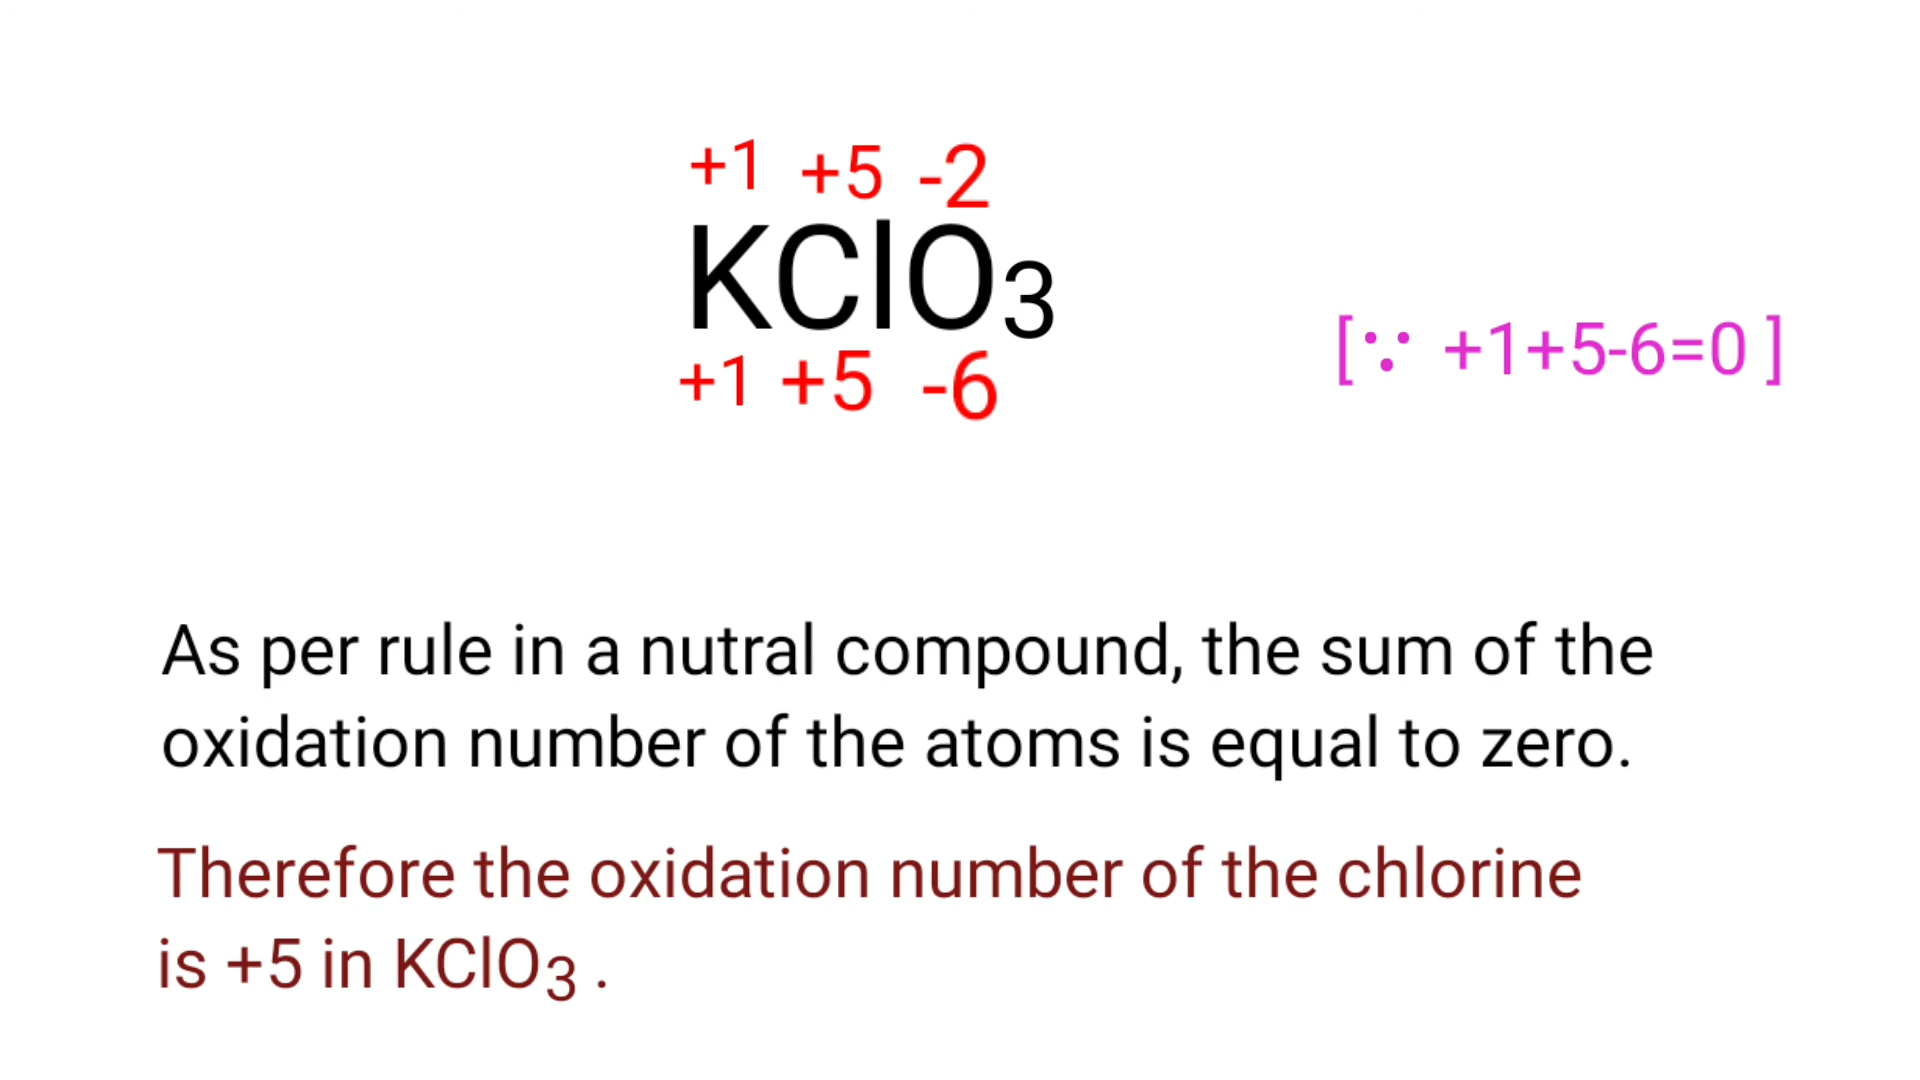 +1 +5 -2
KClO₃
+1 +5 -6
[∵ +1+5-6=0 ]
As per rule in a nutral compound, the sum of the
oxidation number of the atoms is equal to zero.
Therefore the oxidation number of the chlorine
is +5 in KClO₃ .